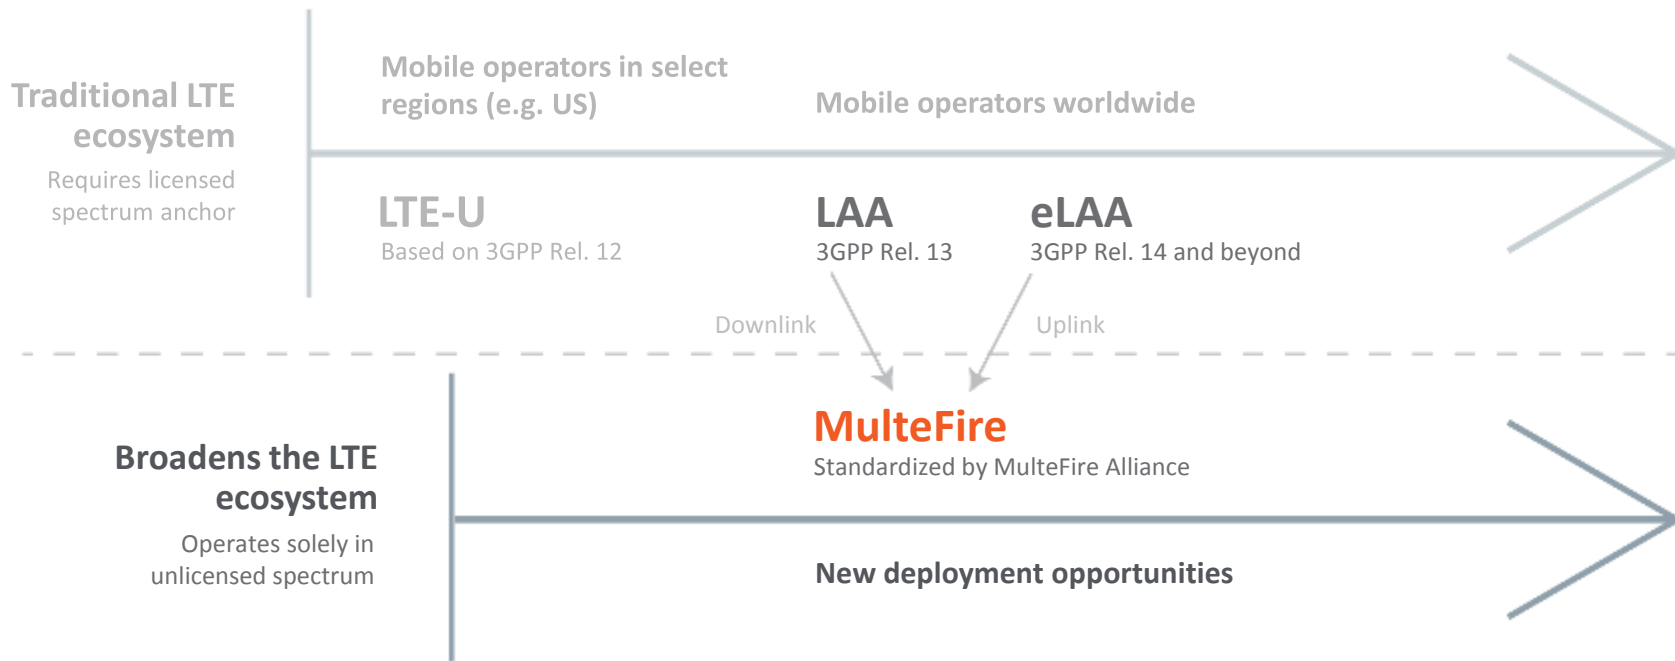 Traditional LTE
ecosystem
Requires licensed
spectrum anchor
Mobile operators in select
regions (e.g. US)
Mobile operators worldwide
LTE-U
Based on 3GPP Rel. 12
LAA
3GPP Rel. 13
eLAA
3GPP Rel. 14 and beyond
Downlink
Uplink
Broadens the LTE
ecosystem
Operates solely in
unlicensed spectrum
MulteFire
Standardized by MulteFire Alliance
New deployment opportunities